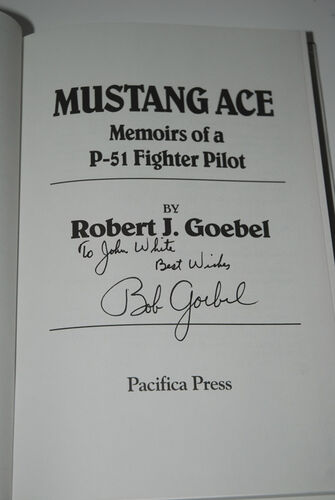 MUSTANG ACE
Memoirs of a
P-51 Fighter Pilot
BY
Robert J. Goebel
To John White
Best Wishes
Bob Goebel
Pacifica Press